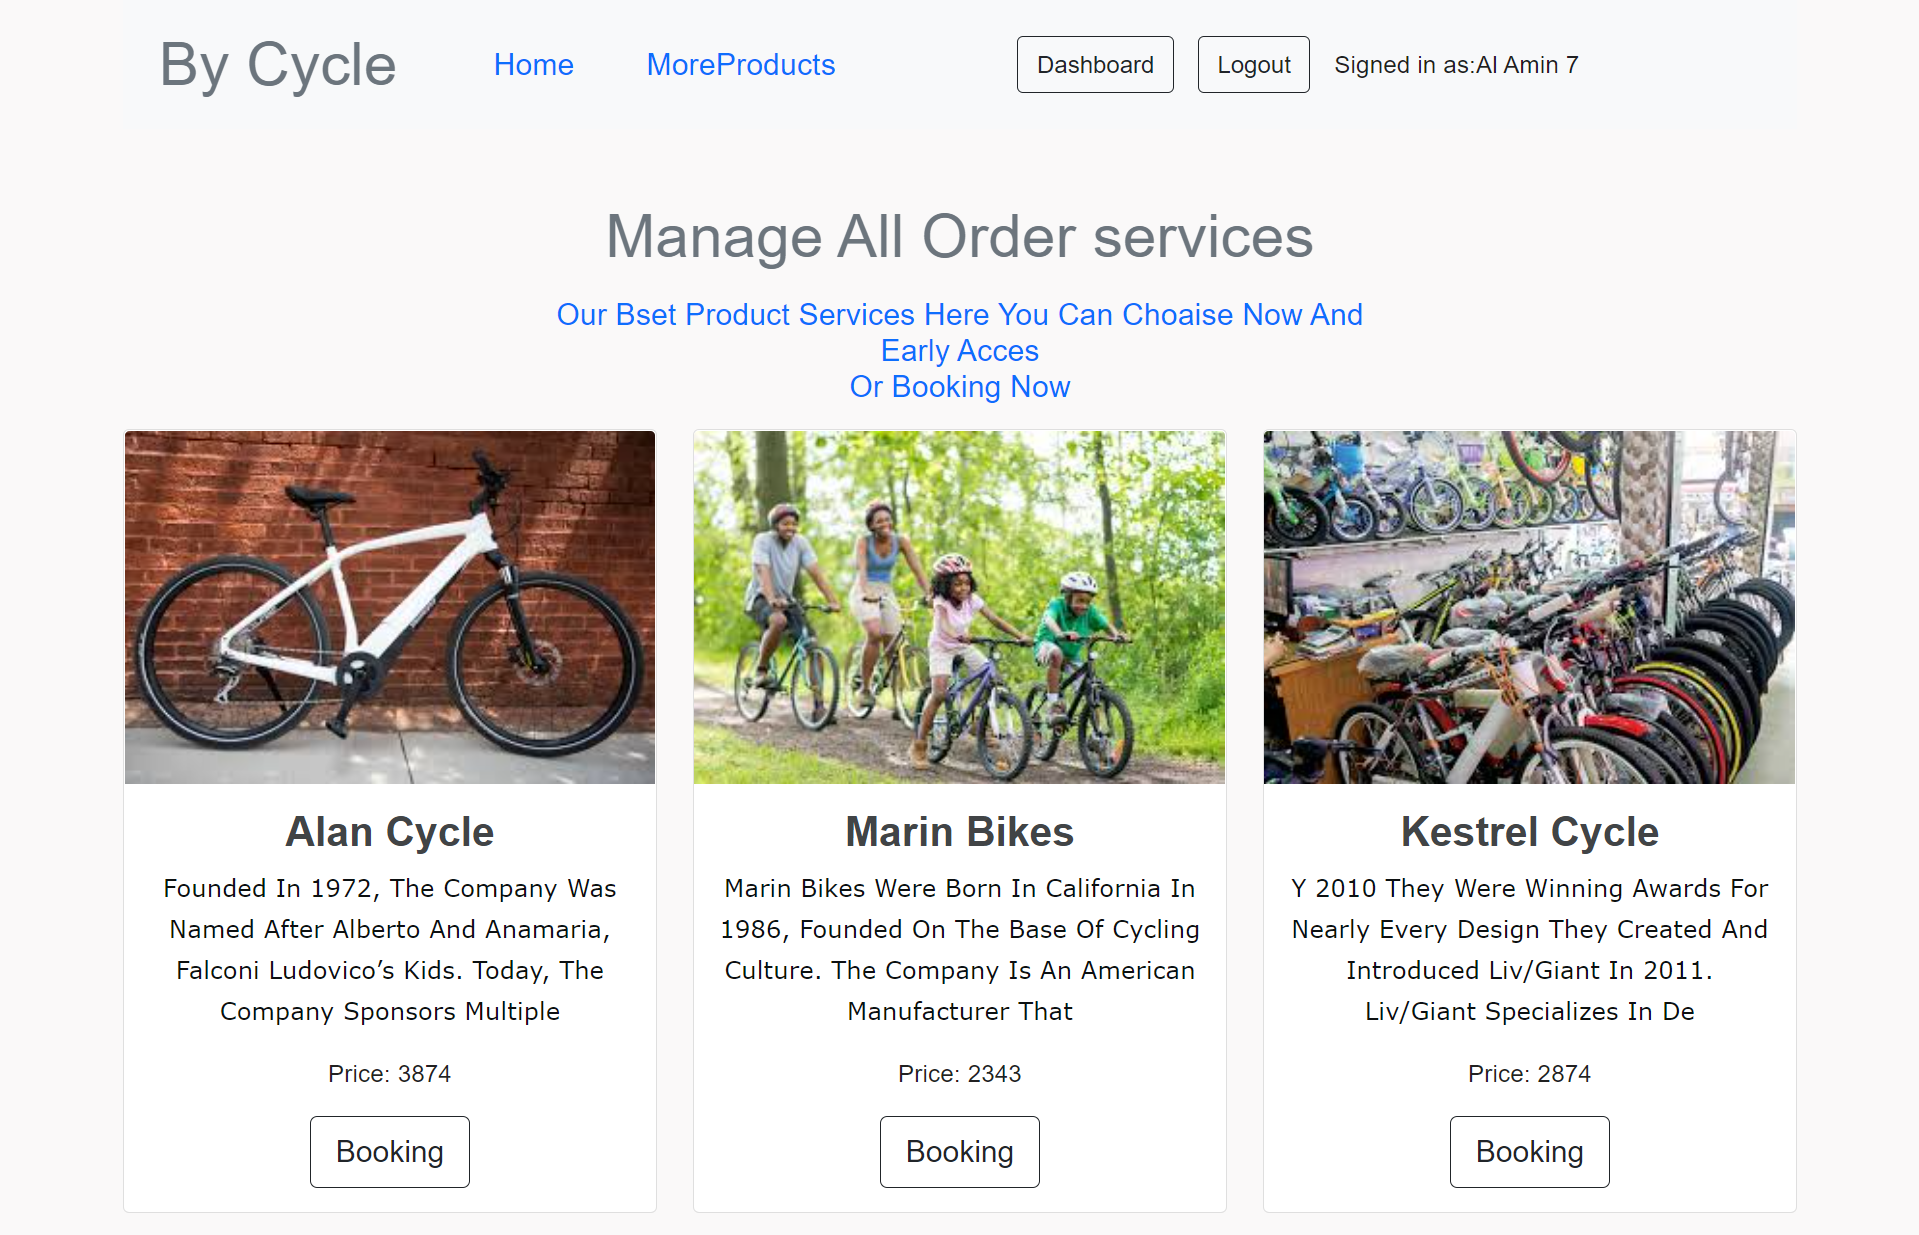 By Cycle
Home
MoreProducts
Dashboard
Logout
Signed in as:Al Amin 7
Manage All Order services
Our Bset Product Services Here You Can Choaise Now And
Early Acces
Or Booking Now
Alan Cycle
Founded In 1972, The Company Was
Named After Alberto And Anamaria,
Falconi Ludovico’s Kids. Today, The
Company Sponsors Multiple
Price: 3874
Booking
Marin Bikes
Marin Bikes Were Born In California In
1986, Founded On The Base Of Cycling
Culture. The Company Is An American
Manufacturer That
Price: 2343
Booking
Kestrel Cycle
Y 2010 They Were Winning Awards For
Nearly Every Design They Created And
Introduced Liv/Giant In 2011.
Liv/Giant Specializes In De
Price: 2874
Booking